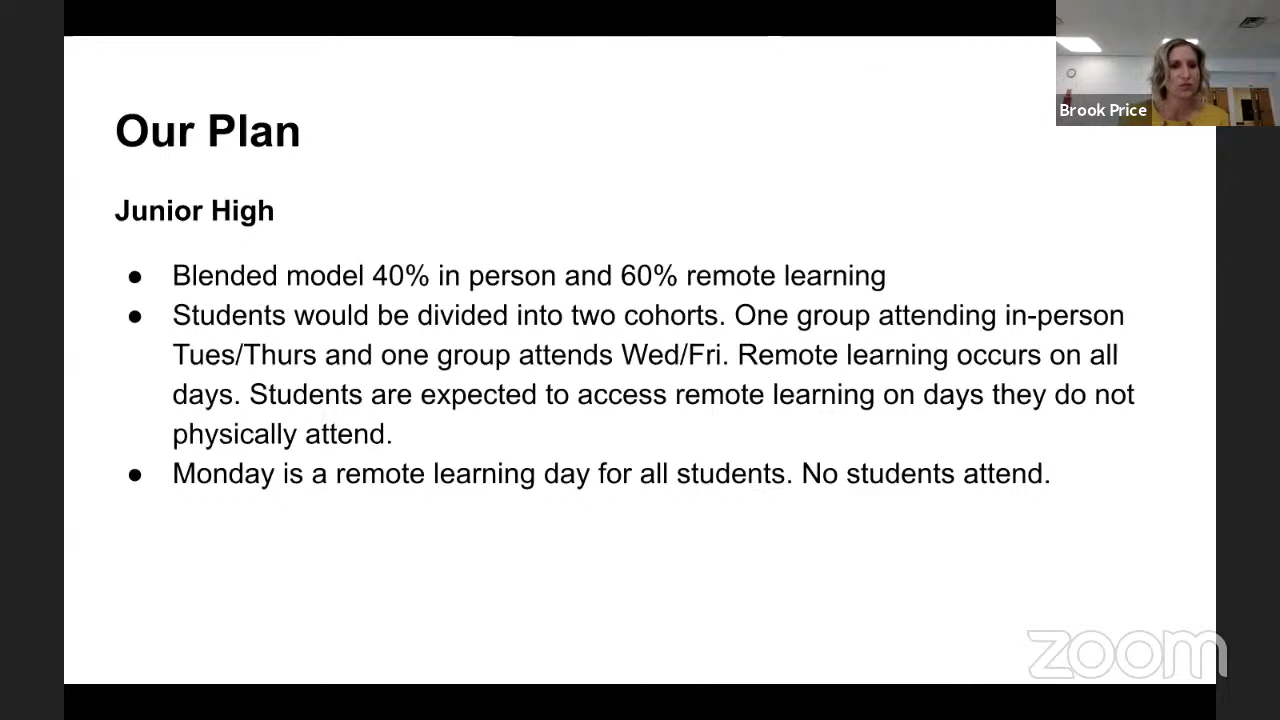 Brook Price
Our Plan
Junior High
● Blended model 40% in person and 60% remote learning
● Students would be divided into two cohorts. One group attending in-person
Tues/Thurs and one group attends Wed/Fri. Remote learning occurs on all
days. Students are expected to access remote learning on days they do not
physically attend.
● Monday is a remote learning day for all students. No students attend.
zoom